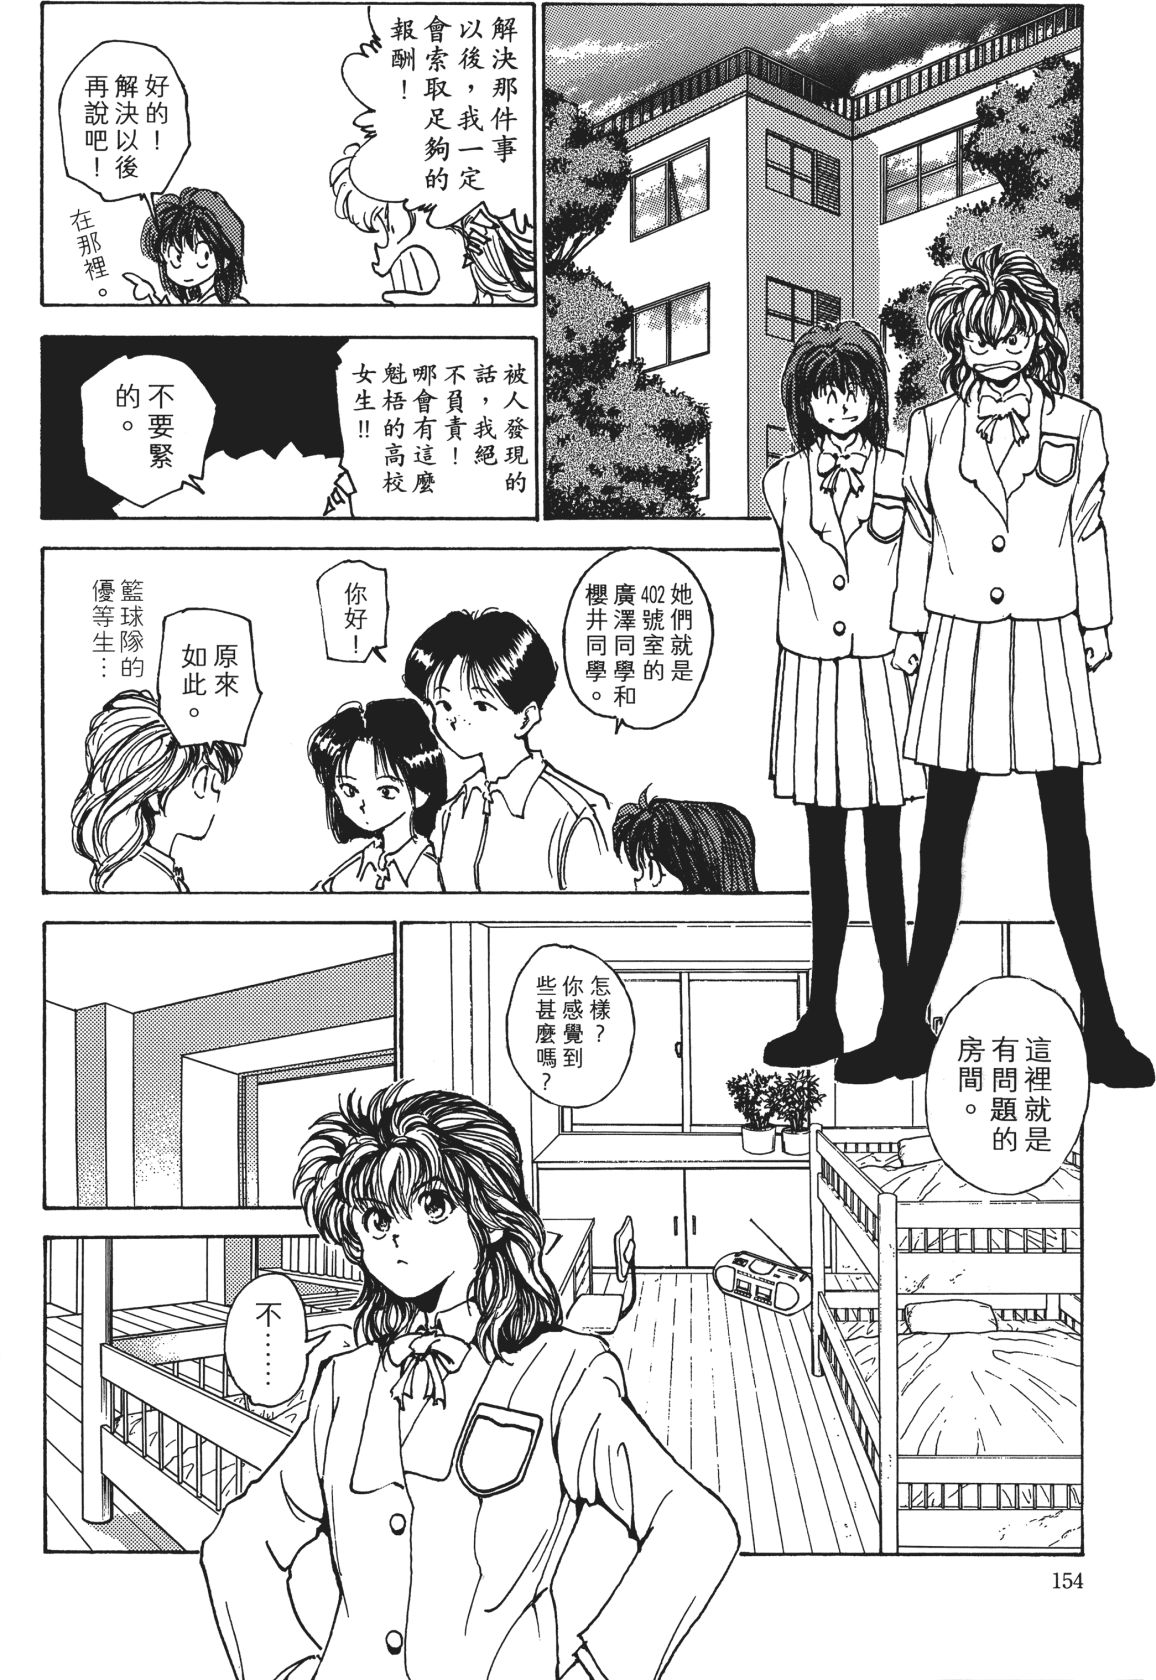 解決那件事
以後，我一定
會索取足夠的
報酬！
好的！
解決以後
再說吧！
在那裡。
被人發現的
話，我絕
不負責！
哪會有這麼
魁梧的高校
女生!!
不要緊
的。
她們就是
402號室的
廣澤同學和
櫻井同學。
你好！
原來
如此。
籃球隊的
優等生…
這裡就是
有問題的
房間。
怎樣？
你感覺到
些甚麼嗎？
不……
154